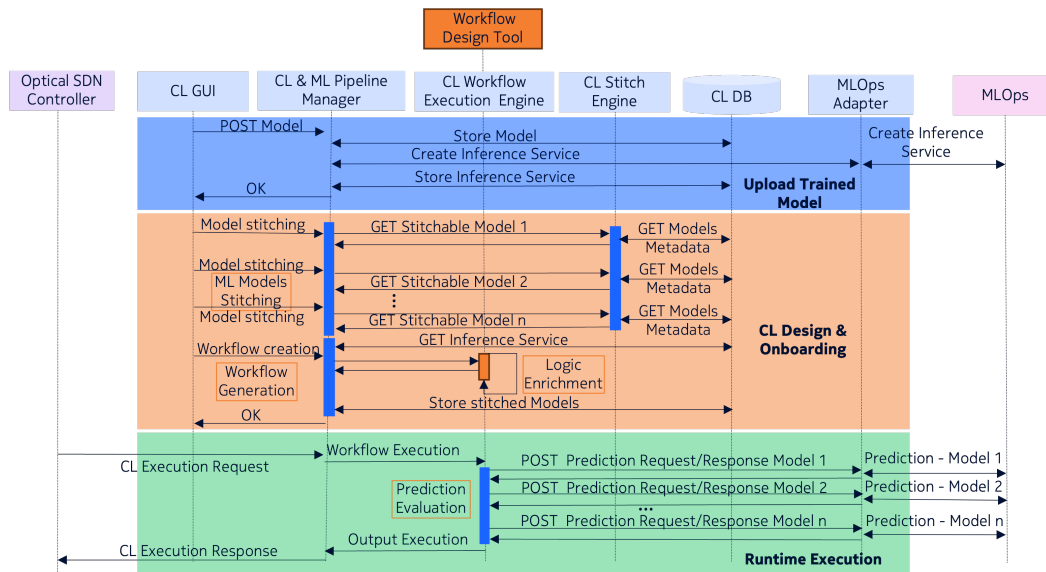 Workflow
Design Tool
Optical SDN
Controller
CL GUI
CL & ML Pipeline
Manager
CL Workflow
Execution Engine
CL Stitch
Engine
CL DB
MLOps
Adapter
MLOps
POST Model
Store Model
Create Inference Service
Create Inference
Service
Store Inference Service
OK
Upload Trained
Model
Model stitching
GET Stitchable Model 1
GET Models
Metadata
Model stitching
ML Models
Stitching
GET Stitchable Model 2
GET Models
Metadata
⋮
Model stitching
GET Stitchable Model n
GET Models
Metadata
CL Design &
Onboarding
GET Inference Service
Workflow creation
Workflow
Generation
Logic
Enrichment
Store stitched Models
OK
Workflow Execution
CL Execution Request
POST Prediction Request/Response Model 1
Prediction - Model 1
Prediction
Evaluation
POST Prediction Request/Response Model 2
Prediction - Model 2
...
POST Prediction Request/Response Model n
Prediction - Model n
Output Execution
CL Execution Response
Runtime Execution